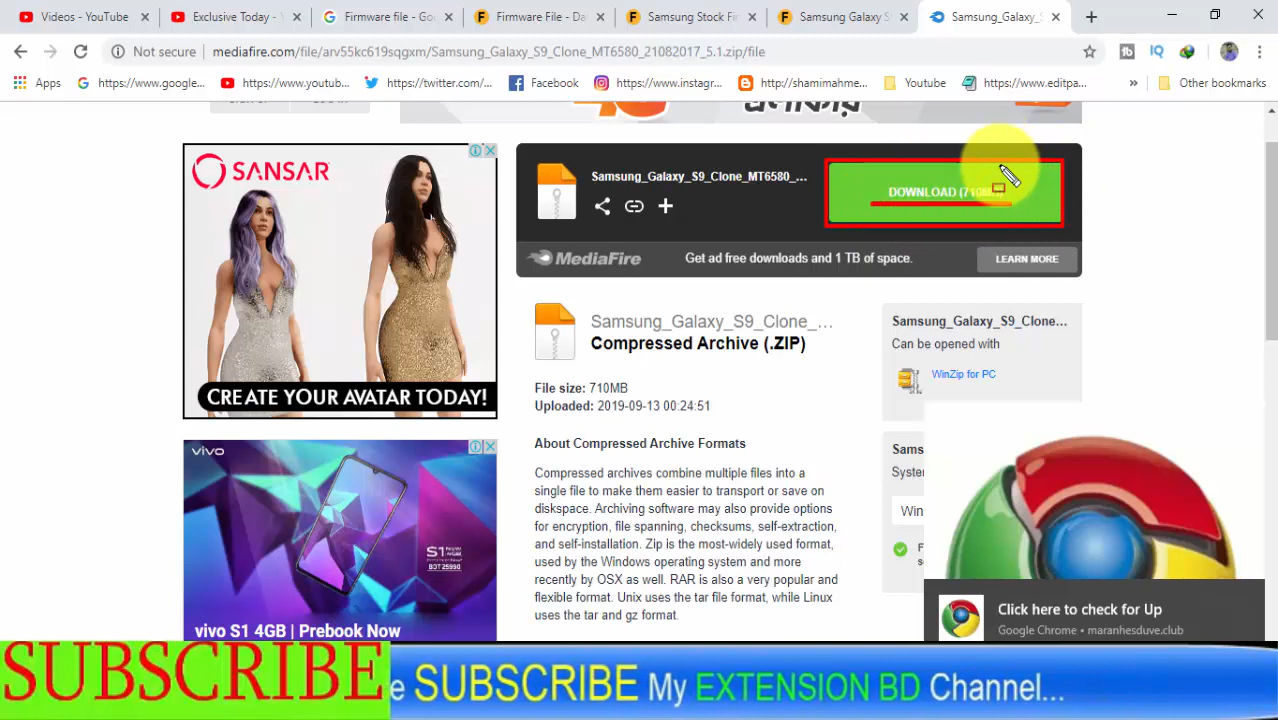 Videos - YouTube
Exclusive Today - Y
Firmware file - Go
Firmware File - Da
Samsung Stock Fi
Samsung Galaxy S
Samsung_Galaxy_S
Not secure
mediafire.com/file/arv55kc619sqgxm/Samsung_Galaxy_S9_Clone_MT6580_21082017_5.1.zip/file
Apps
https://www.google...
https://www.youtub...
https://twitter.com/...
Facebook
https://www.instagr...
http://shamimahme...
Youtube
https://www.editpa...
Other bookmarks
SANSAR
CREATE YOUR AVATAR TODAY!
Samsung_Galaxy_S9_Clone_MT6580_...
DOWNLOAD (710MB)
MediaFire
Get ad free downloads and 1 TB of space.
LEARN MORE
Samsung_Galaxy_S9_Clone_...
Compressed Archive (.ZIP)
File size: 710MB
Uploaded: 2019-09-13 00:24:51
About Compressed Archive Formats
Compressed archives combine multiple files into a
single file to make them easier to transport or save on
diskspace. Archiving software may also provide options
for encryption, file spanning, checksums, self-extraction,
and self-installation. Zip is the most-widely used format,
used by the Windows operating system and more
recently by OSX as well. RAR is also a very popular and
flexible format. Unix uses the tar file format, while Linux
uses the tar and gz format.
Samsung_Galaxy_S9_Clone...
Can be opened with
WinZip for PC
Sams
Syste
Win
F
vivo
S1
BDT 25990
vivo S1 4GB | Prebook Now
Click here to check for Up
Google Chrome • maranhesduve.club
SUBSCRIBE
e SUBSCRIBE My EXTENSION BD Channel...